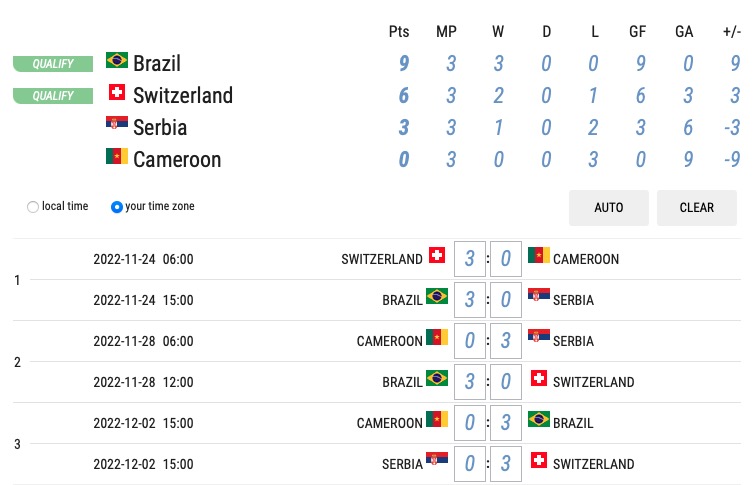 Pts MP W D L GF GA +/-
QUALIFY Brazil 9 3 3 0 0 9 0 9
QUALIFY Switzerland 6 3 2 0 1 6 3 3
Serbia 3 3 1 0 2 3 6 -3
Cameroon 0 3 0 0 3 0 9 -9
local time your time zone AUTO CLEAR
1
2022-11-24 06:00 SWITZERLAND 3 : 0 CAMEROON
2022-11-24 15:00 BRAZIL 3 : 0 SERBIA
2
2022-11-28 06:00 CAMEROON 0 : 3 SERBIA
2022-11-28 12:00 BRAZIL 3 : 0 SWITZERLAND
3
2022-12-02 15:00 CAMEROON 0 : 3 BRAZIL
2022-12-02 15:00 SERBIA 0 : 3 SWITZERLAND